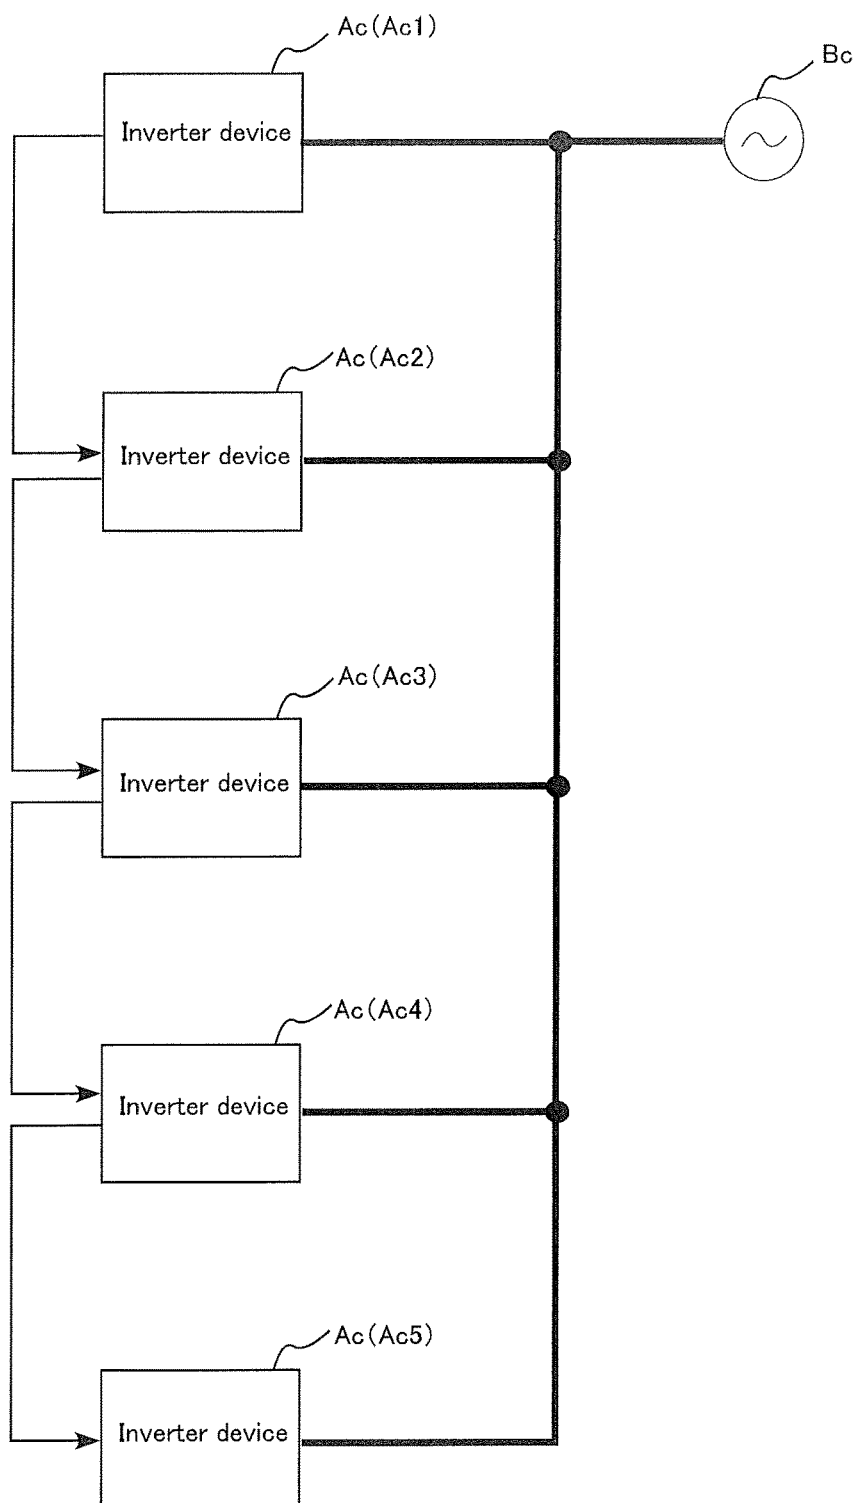 Ac(Ac1)
Bc
Inverter device
Ac(Ac2)
Inverter device
Ac(Ac3)
Inverter device
Ac(Ac4)
Inverter device
Ac(Ac5)
Inverter device